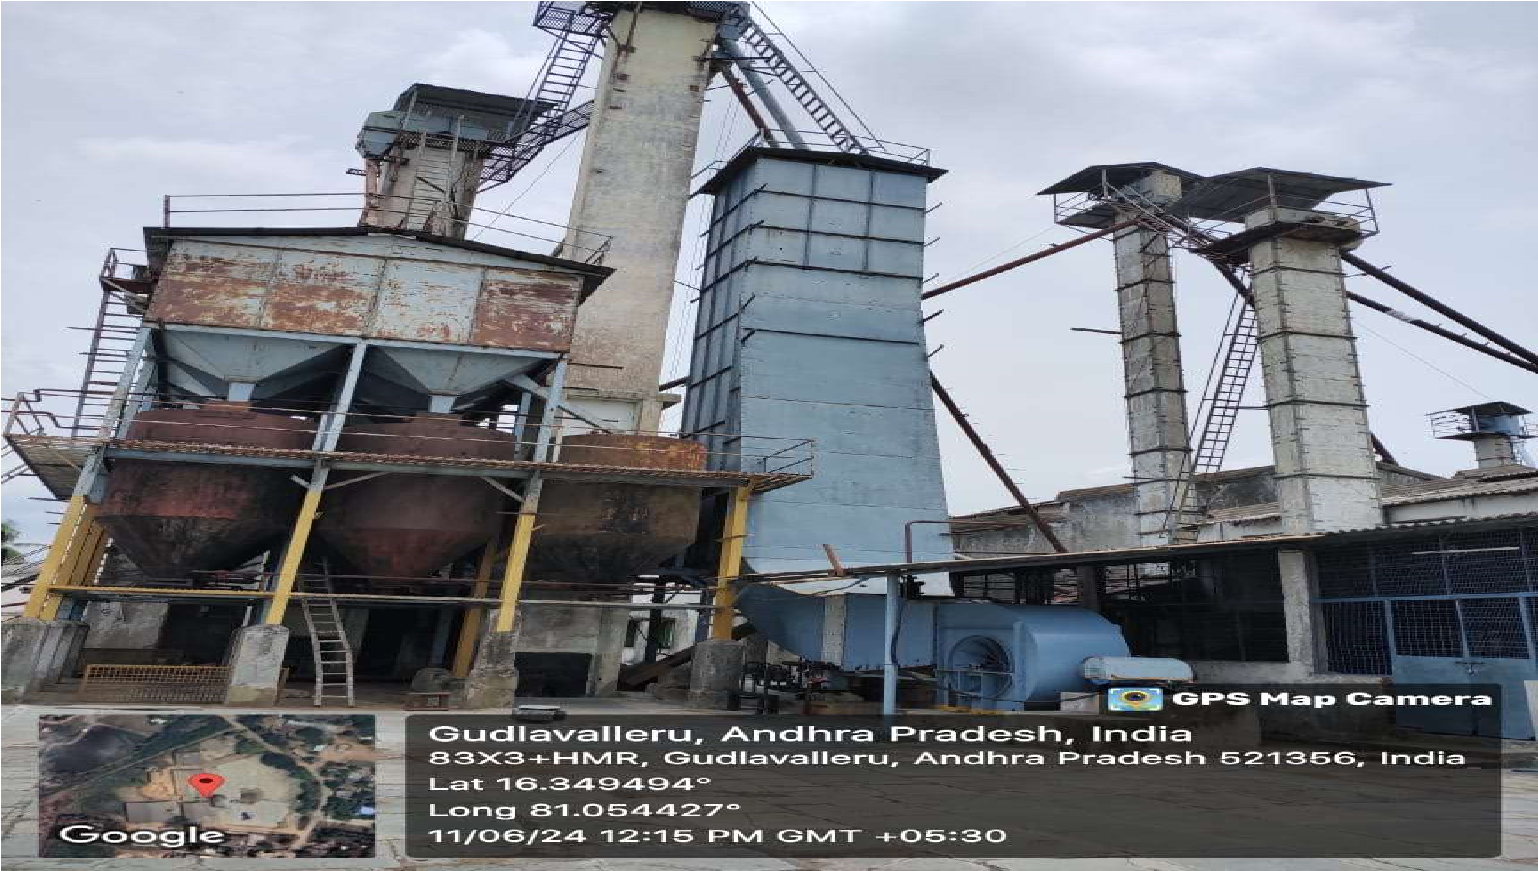 GPS Map Camera
Gudlavalleru, Andhra Pradesh, India
83X3+HMR, Gudlavalleru, Andhra Pradesh 521356, India
Lat 16.349494°
Long 81.054427°
11/06/24 12:15 PM GMT +05:30
Google